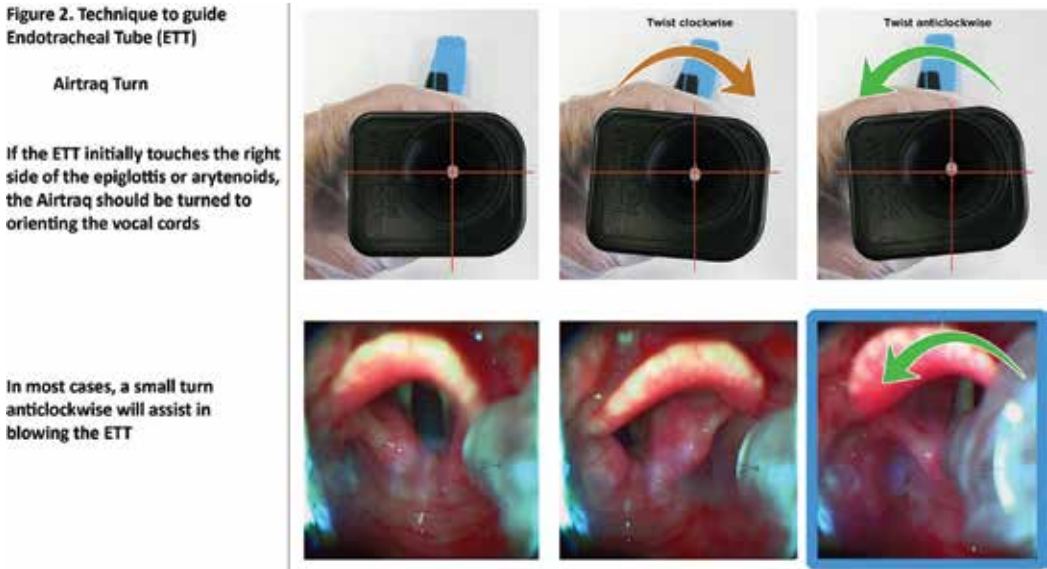 Figure 2. Technique to guide
Endotracheal Tube (ETT)
Airtraq Turn
If the ETT initially touches the right
side of the epiglottis or arytenoids,
the Airtraq should be turned to
orienting the vocal cords
In most cases, a small turn
anticlockwise will assist in
blowing the ETT
Twist clockwise
Twist anticlockwise